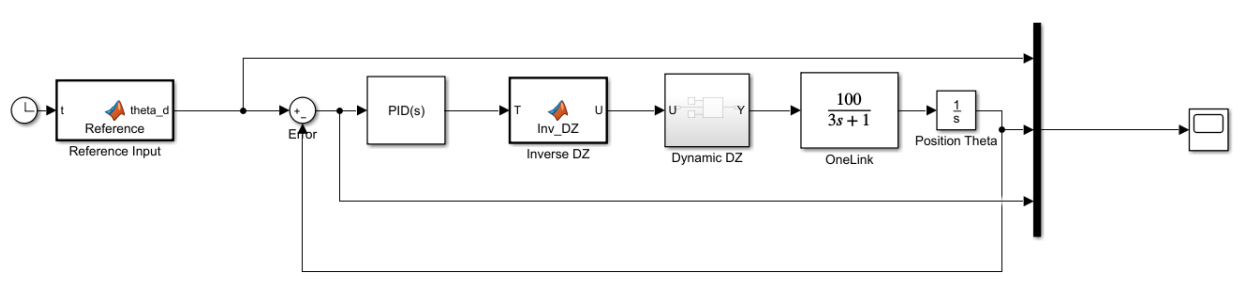 t
theta_d
Reference
Reference Input
+
−
Error
PID(s)
T
U
Inv_DZ
Inverse DZ
U
Y
Dynamic DZ
100
3s + 1
OneLink
1
s
Position Theta